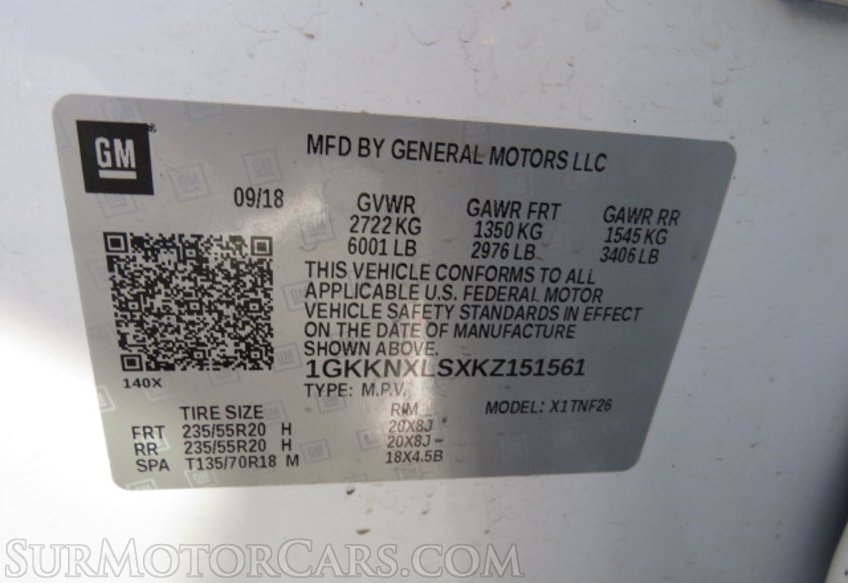 GM
MFD BY GENERAL MOTORS LLC
09/18 GVWR GAWR FRT GAWR RR
2722 KG 1350 KG 1545 KG
6001 LB 2976 LB 3406 LB
THIS VEHICLE CONFORMS TO ALL
APPLICABLE U.S. FEDERAL MOTOR
VEHICLE SAFETY STANDARDS IN EFFECT
ON THE DATE OF MANUFACTURE
SHOWN ABOVE.
1GKKNXLSXKZ151561
140X
TYPE: M.P.V. MODEL: X1TNF26
TIRE SIZE RIM
FRT 235/55R20 H 20X8J
RR 235/55R20 H 20X8J
SPA T135/70R18 M 18X4.5B
SURMOTORCARS.COM